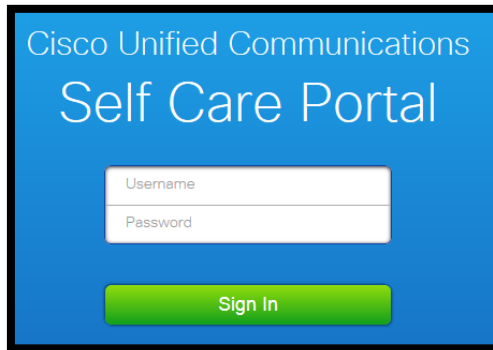 Cisco Unified Communications
Self Care Portal
Username
Password
Sign In